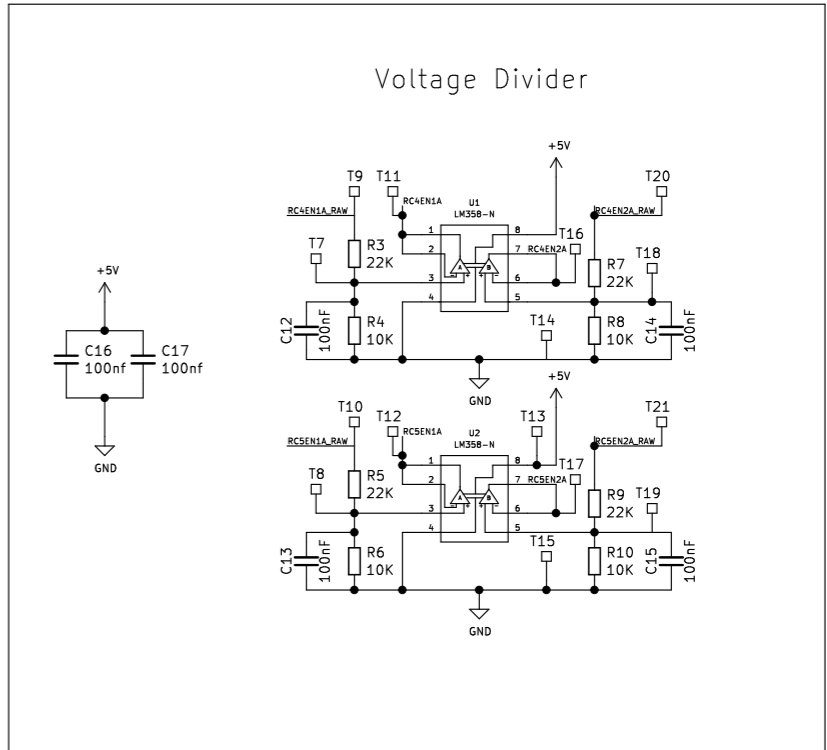 Voltage Divider
+5V
T9
T11
T20
RC4EN1A
U1
LM358-N
RC4EN1A_RAW
RC4EN2A_RAW
T16
T7
R3
22K
1
2
3
4
A
B
8
7
6
5
RC4EN2A
T18
R7
22K
+5V
C12
100nF
R4
10K
T14
R8
10K
C14
100nF
C16
100nf
C17
100nf
GND
+5V
T10
T12
T13
T21
RC5EN1A
U2
LM358-N
RC5EN1A_RAW
RC5EN2A_RAW
GND
T17
T8
R5
22K
1
2
3
4
A
B
8
7
6
5
RC5EN2A
T19
R9
22K
C13
100nF
R6
10K
T15
R10
10K
C15
100nF
GND